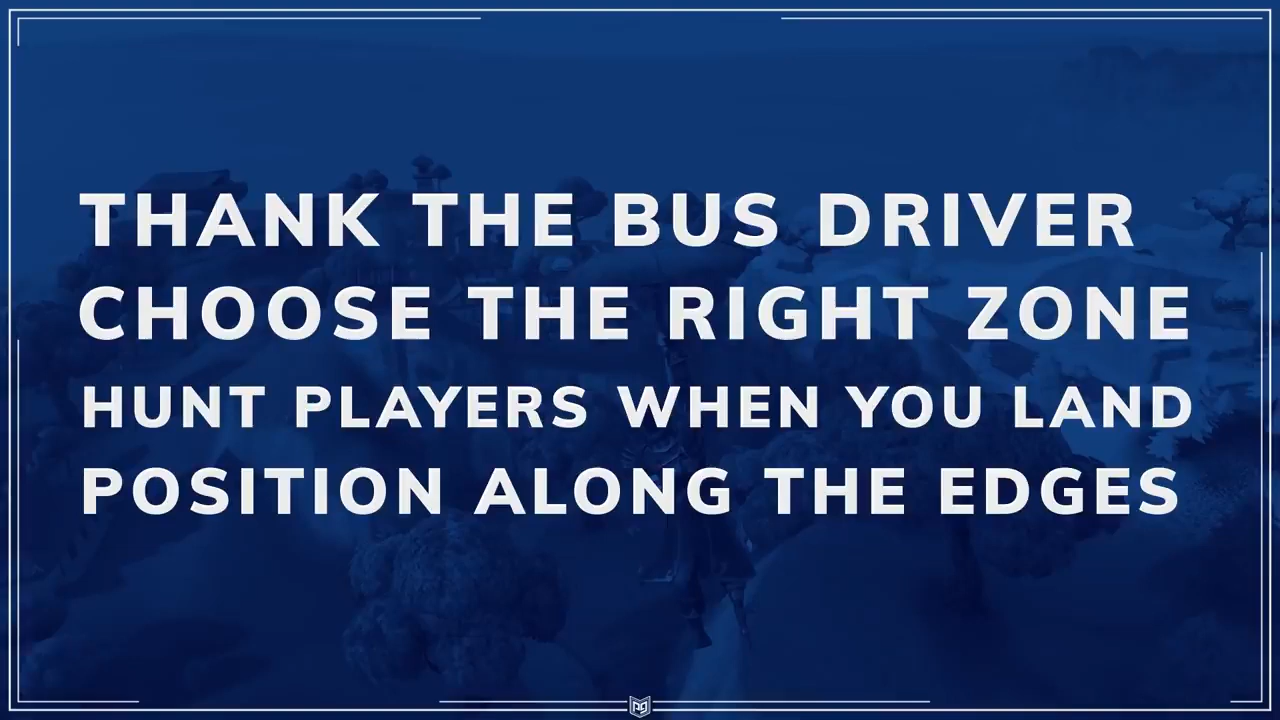 THANK THE BUS DRIVER
CHOOSE THE RIGHT ZONE
HUNT PLAYERS WHEN YOU LAND
POSITION ALONG THE EDGES